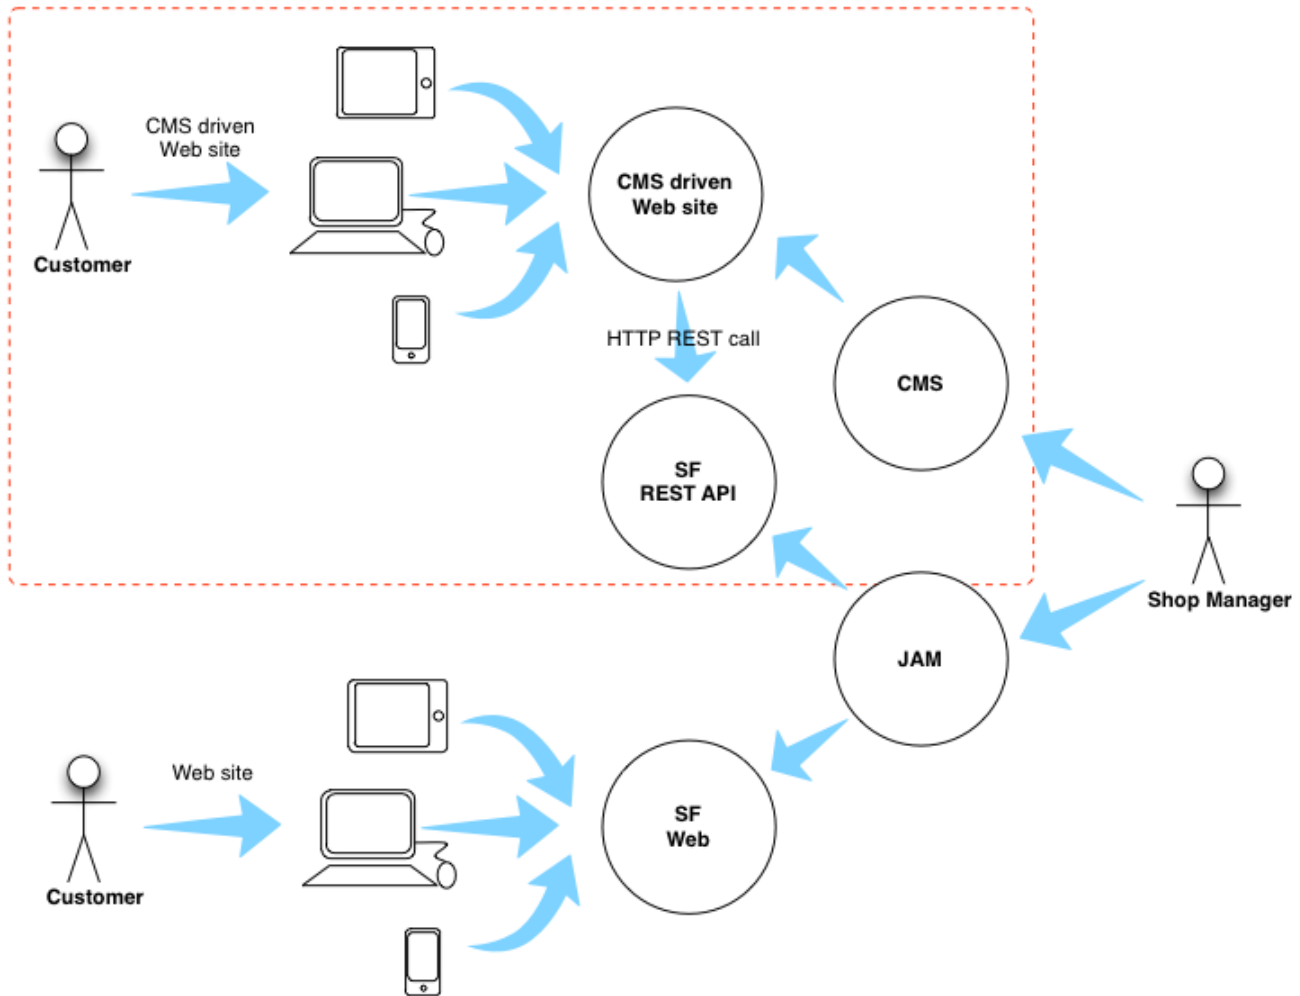 CMS driven
Web site
Customer
CMS driven
Web site
HTTP REST call
CMS
SF
REST API
Shop Manager
JAM
Web site
Customer
SF
Web